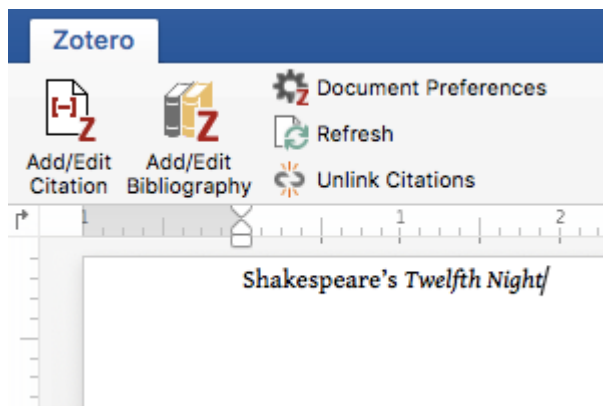 Zotero
Document Preferences
Refresh
Unlink Citations
[-]
Z
Z
Z
Add/Edit
Citation
Add/Edit
Bibliography
1
1
2
Shakespeare’s Twelfth Night